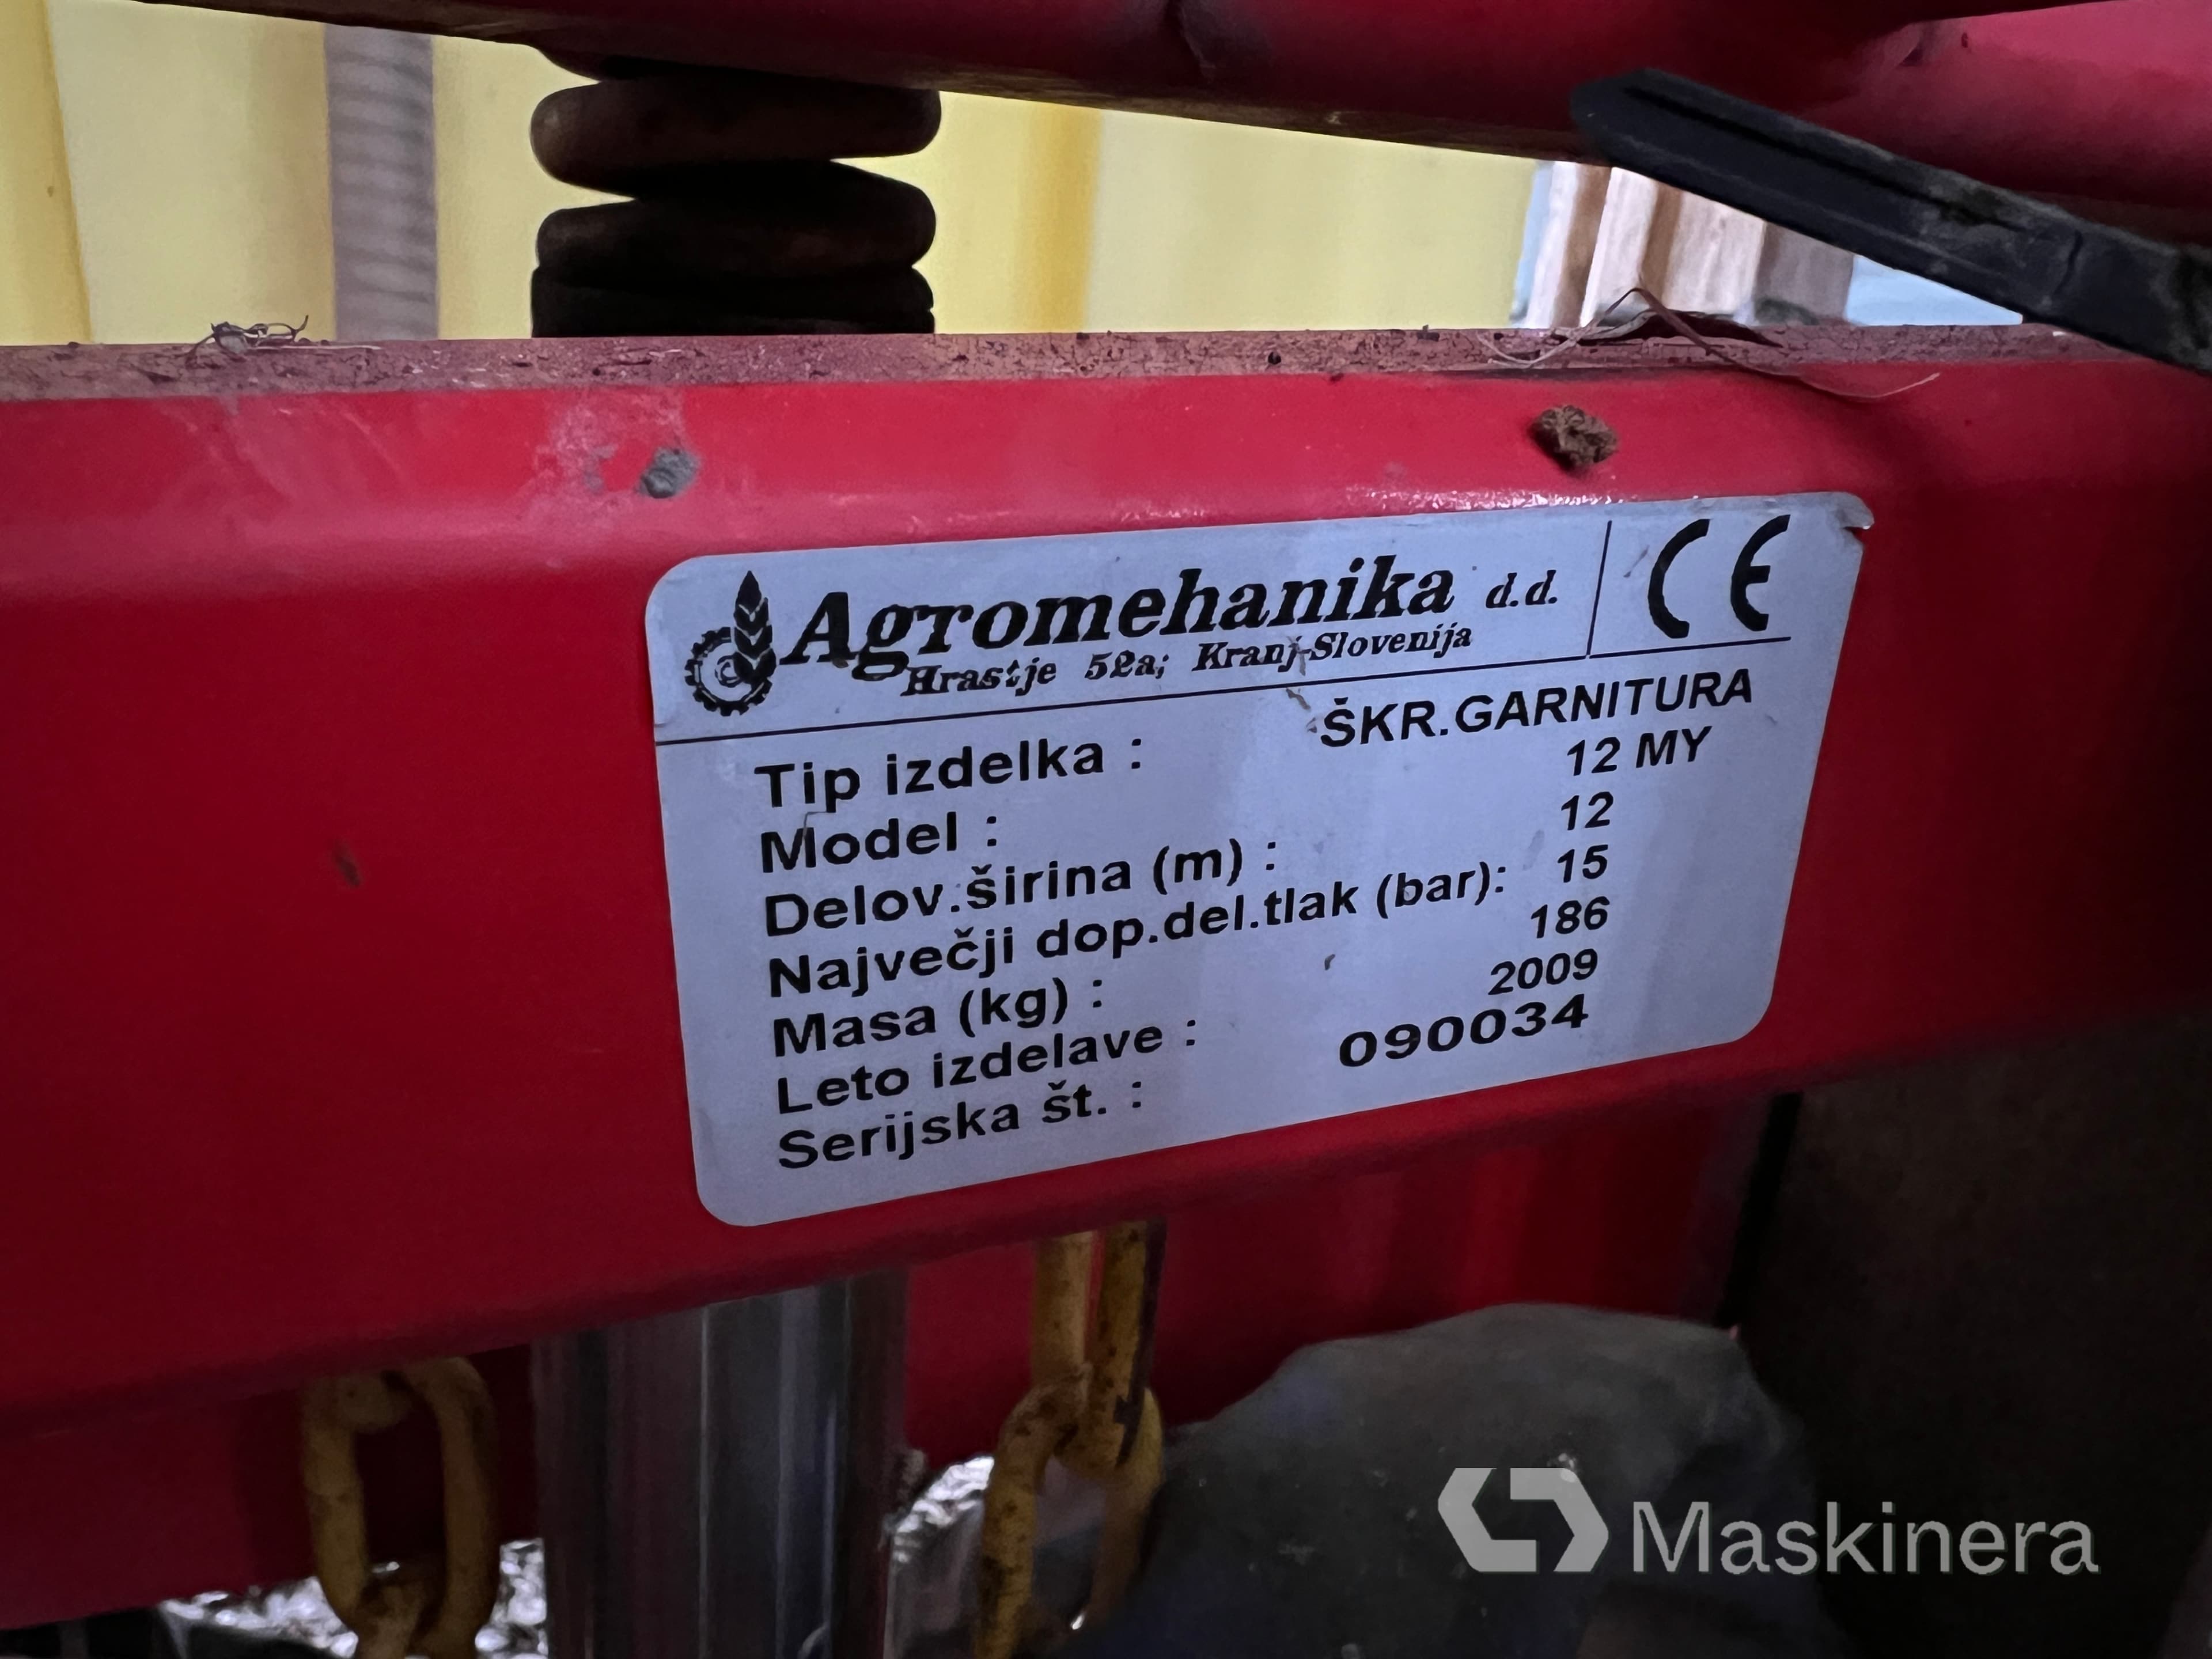 Agromehanika d.d.
CE
Hrastje 52a; Kranj-Slovenija
Tip izdelka : ŠKR.GARNITURA
Model : 12 MY
Delov.širina (m) : 12
Največji dop.del.tlak (bar): 15
Masa (kg) : 186
Leto izdelave : 2009
Serijska št. : 090034
Maskinera